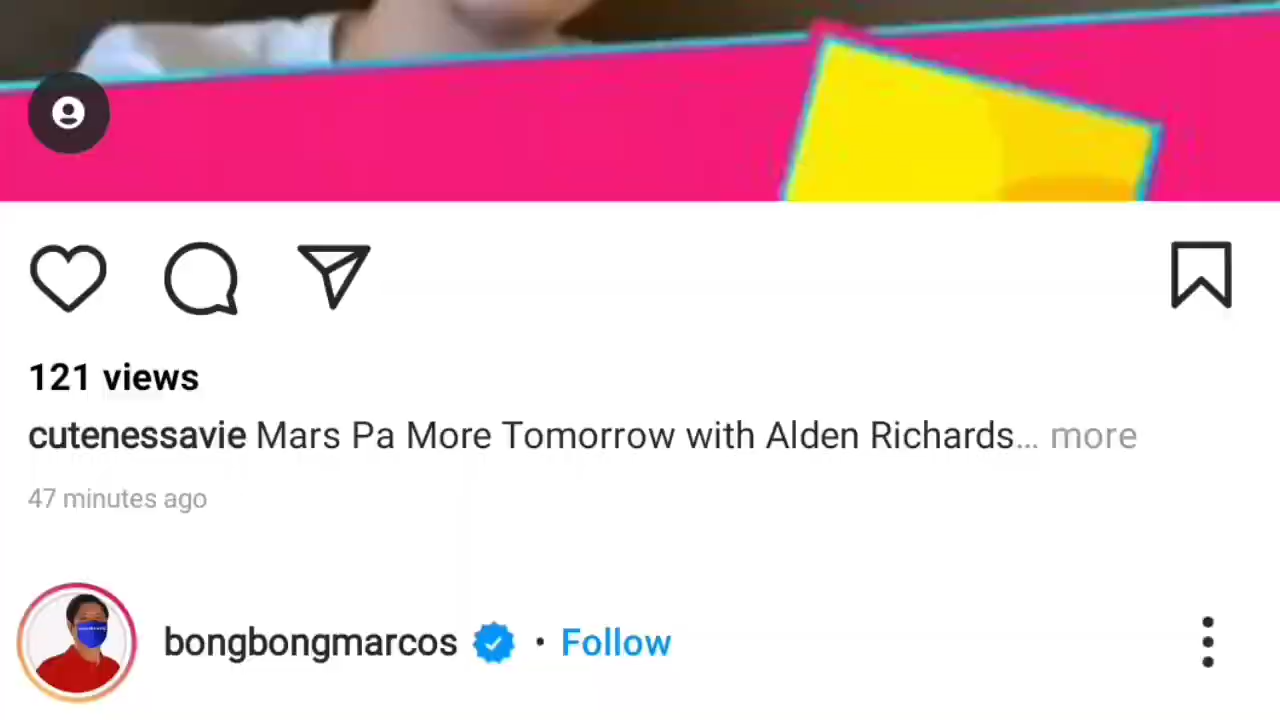 121 views
cutenessavie Mars Pa More Tomorrow with Alden Richards... more
47 minutes ago
bongbongmarcos • Follow